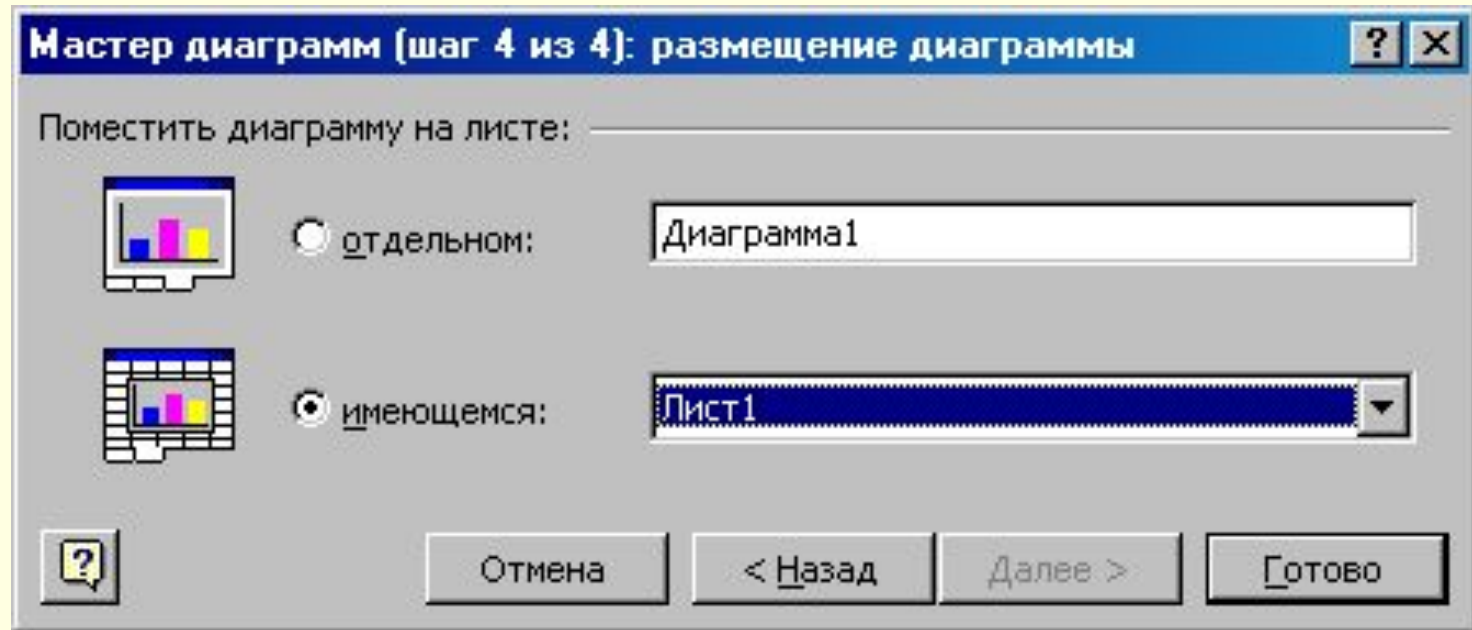 Мастер диаграмм (шаг 4 из 4): размещение диаграммы
Поместить диаграмму на листе:
отдельном: Диаграмма1
имеющемся: Лист1
Отмена < Назад Далее > Готово